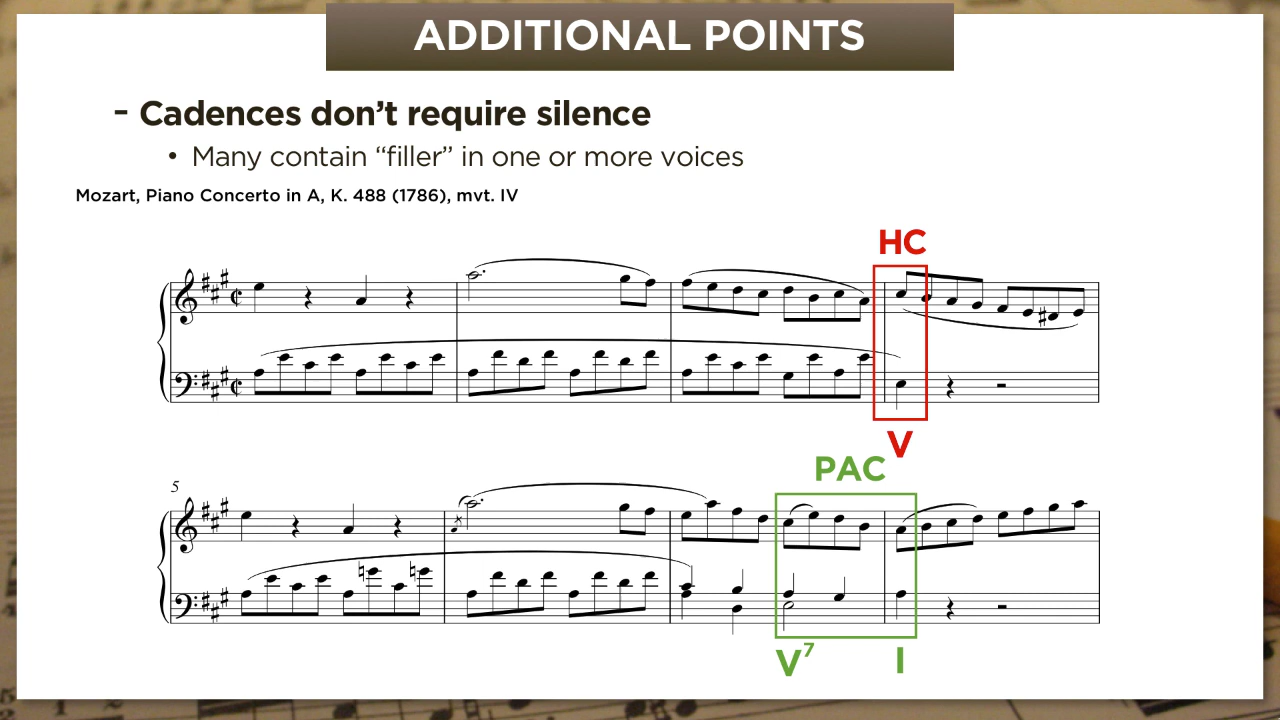 ADDITIONAL POINTS
- Cadences don’t require silence
• Many contain “filler” in one or more voices
Mozart, Piano Concerto in A, K. 488 (1786), mvt. IV
HC
V
PAC
5
V7 I